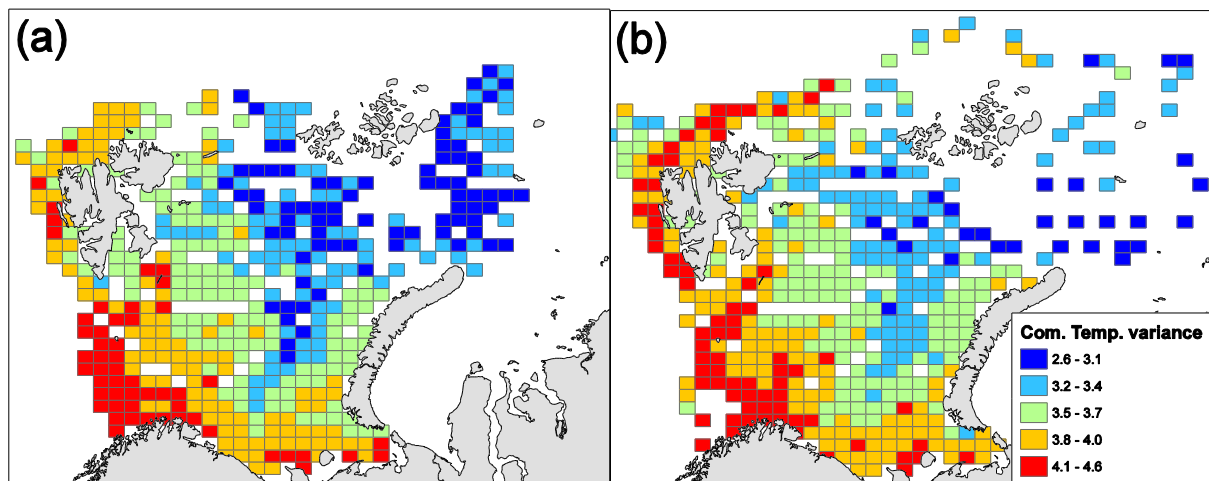 (a)
(b)
Com. Temp. variance
2.6 - 3.1
3.2 - 3.4
3.5 - 3.7
3.8 - 4.0
4.1 - 4.6